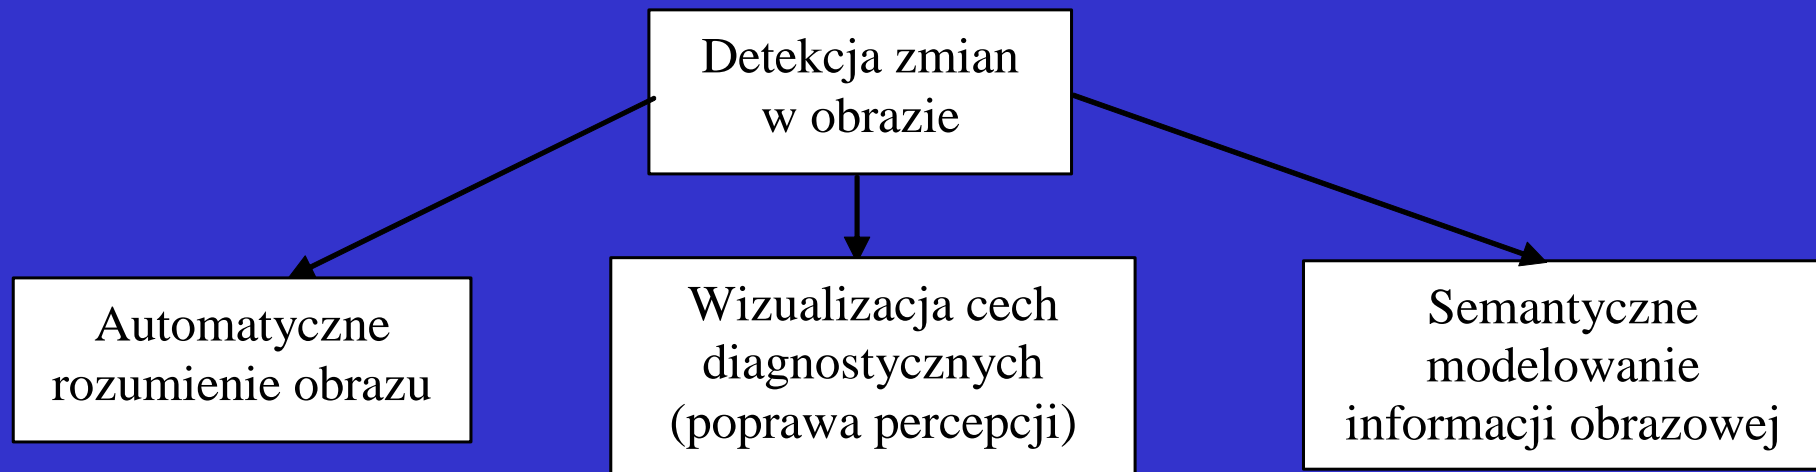 Detekcja zmian
w obrazie
Automatyczne
rozumienie obrazu
Wizualizacja cech
diagnostycznych
(poprawa percepcji)
Semantyczne
modelowanie
informacji obrazowej